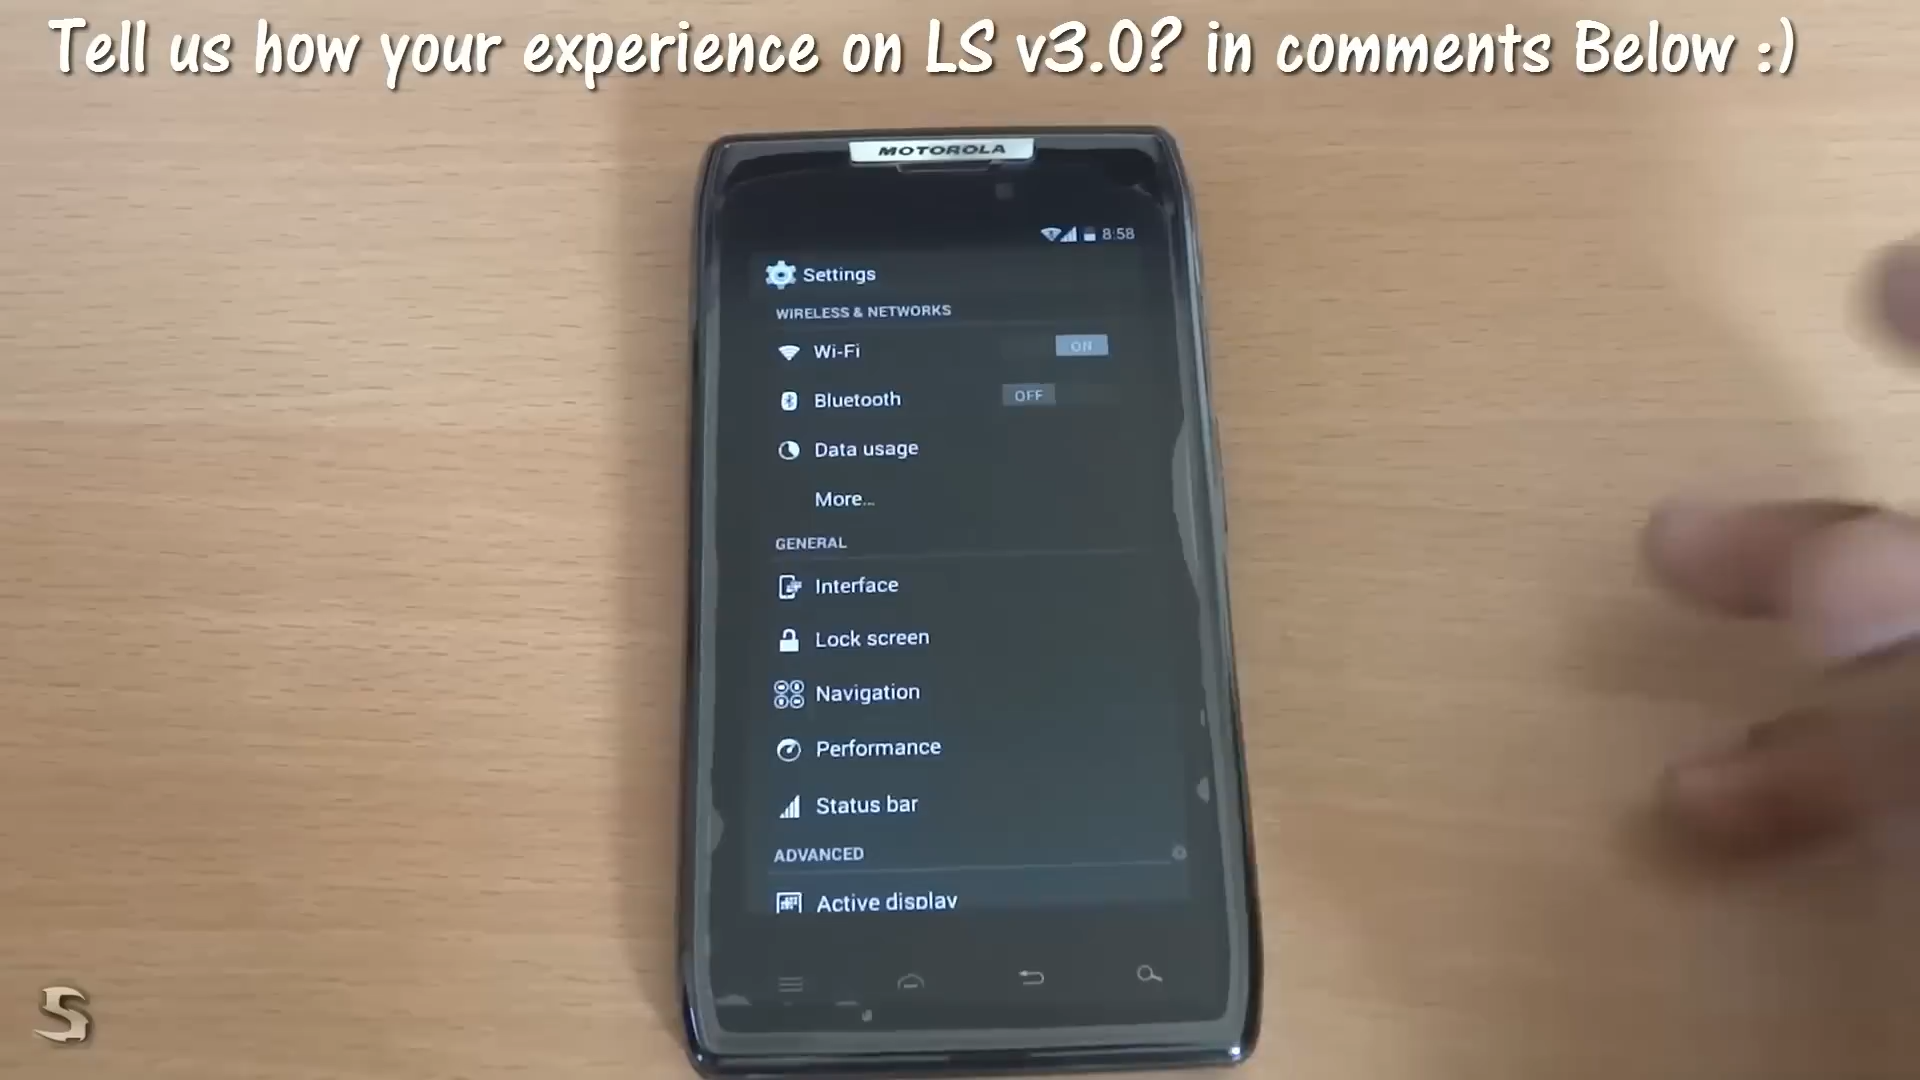 Tell us how your experience on LS v3.0? in comments Below :)
MOTOROLA
8:58
Settings
WIRELESS & NETWORKS
Wi-Fi ON
Bluetooth OFF
Data usage
More...
GENERAL
Interface
Lock screen
Navigation
Performance
Status bar
ADVANCED
Active display
S